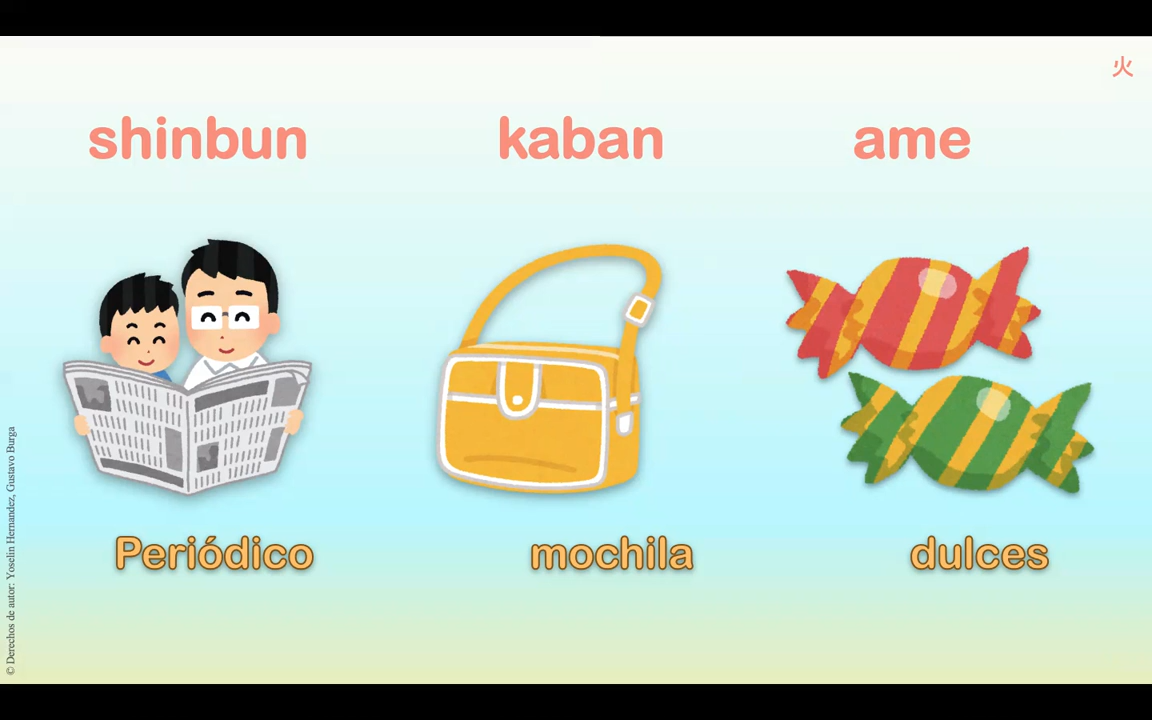 火
shinbun
kaban
ame
Periódico
mochila
dulces
© Derechos de autor: Yoselin Hernandez, Gustavo Burga